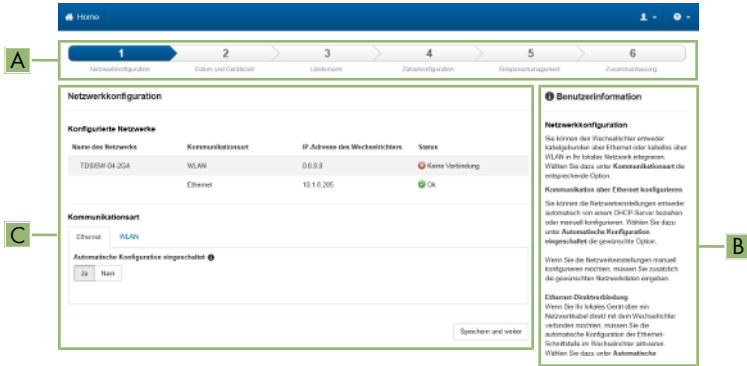 Home
A
1
2
3
4
5
6
Netzwerkkonfiguration
Datum und Gerätezeit
Ländernorm
Zählerkonfiguration
Einspeisemanagement
Zusammenfassung
C
Netzwerkkonfiguration
Konfigurierte Netzwerke
Name des Netzwerks Kommunikationsart IP-Adresse des Wechselrichters Status
WLAN 0.0.0.0 Keine Verbindung
Ethernet 10.1.6.205 Ok
Kommunikationsart
Ethernet WLAN
Automatische Konfiguration eingeschaltet
Ja Nein
Speichern und weiter
B
Benutzerinformation
Netzwerkkonfiguration
Sie können den Wechselrichter entweder
kabelgebunden über Ethernet oder kabellos über
WLAN in Ihr lokales Netzwerk integrieren.
Wählen Sie dazu unter Kommunikationsart die
entsprechende Option.
Kommunikation über Ethernet konfigurieren
Sie können die Netzwerkeinstellungen entweder
automatisch von einem DHCP-Server beziehen
oder manuell konfigurieren. Wählen Sie dazu
unter Automatische Konfiguration
eingeschaltet die gewünschte Option.
Wenn Sie die Netzwerkeinstellungen manuell
konfigurieren möchten, müssen Sie zusätzlich
die gewünschten Netzwerkdaten eingeben.
Ethernet-Direktverbindung
Wenn Sie Ihr lokales Gerät über ein
Netzwerkkabel direkt mit dem Wechselrichter
verbinden möchten, müssen Sie die
automatische Konfiguration der Ethernet-
Schnittstelle im Wechselrichter aktivieren.
Wählen Sie dazu unter Automatische